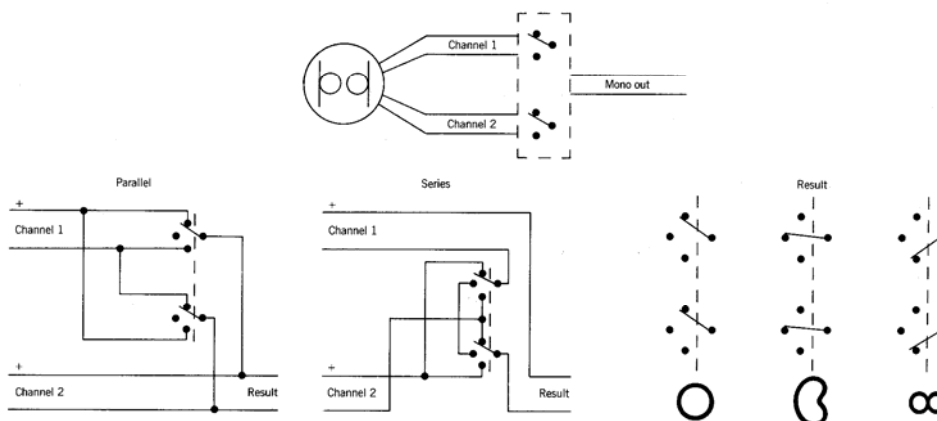 Channel 1
Mono out
Channel 2
Parallel
Series
Result
+
Channel 1
+
Channel 1
+
Channel 2
Result
+
Channel 2
Result